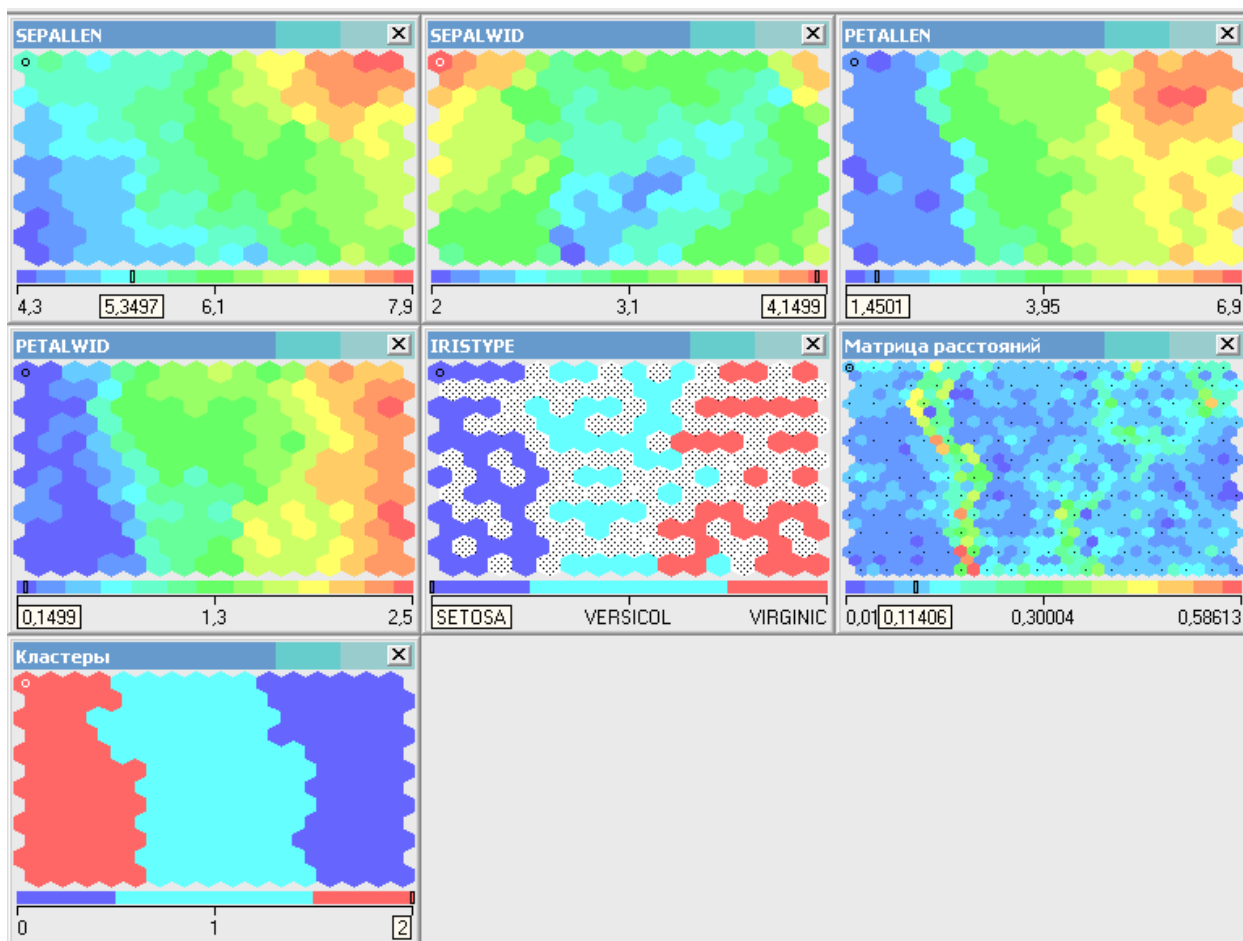 SEPALLEN
4,3 5,3497 6,1 7,9
SEPALWID
2 3,1 4,1499
PETALLEN
1,4501 3,95 6,9
PETALWID
0,1499 1,3 2,5
IRISTYPE
SETOSA VERSICOL VIRGINIC
Матрица расстояний
0,01 0,11406 0,30004 0,58613
Кластеры
0 1 2